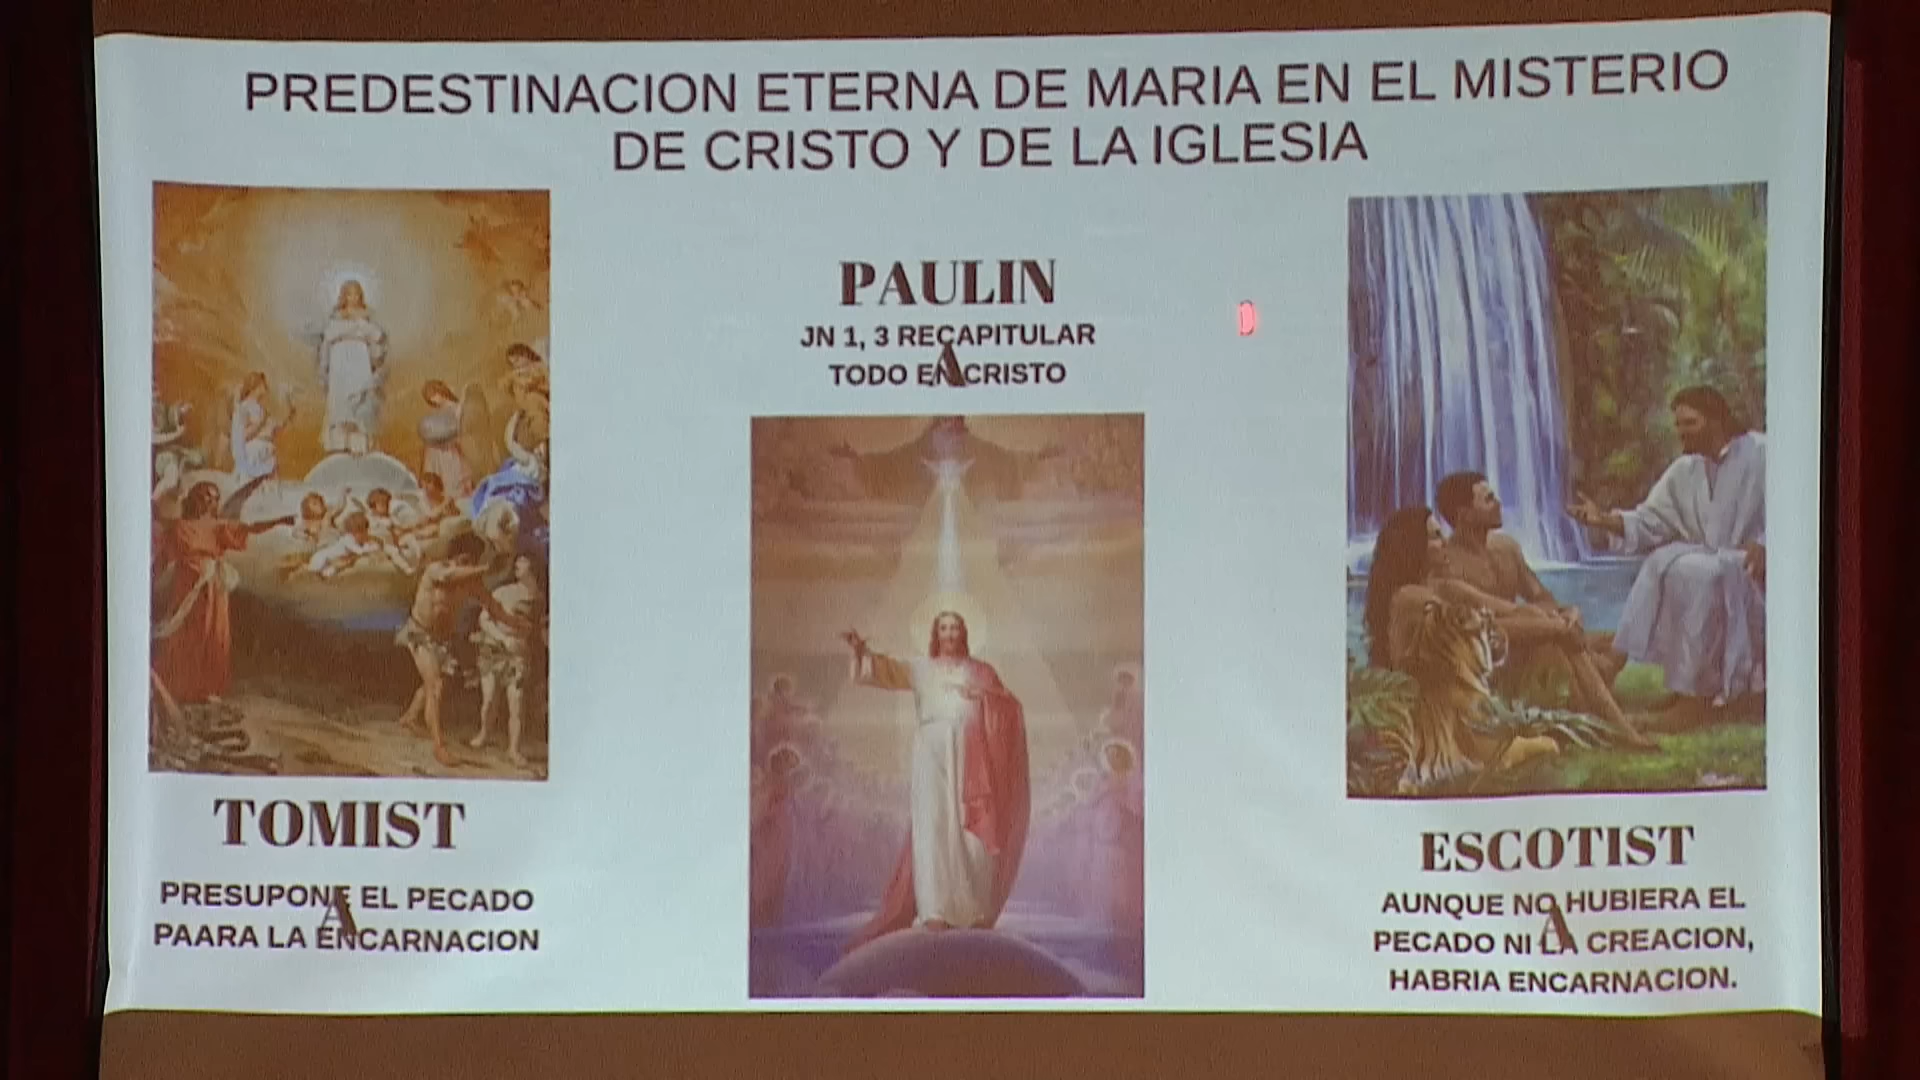 PREDESTINACION ETERNA DE MARIA EN EL MISTERIO
DE CRISTO Y DE LA IGLESIA
PAULIN
A
JN 1, 3 RECAPITULAR
TODO EN CRISTO
TOMIST
A
PRESUPONE EL PECADO
PAARA LA ENCARNACION
ESCOTIST
A
AUNQUE NO HUBIERA EL
PECADO NI LA CREACION,
HABRIA ENCARNACION.